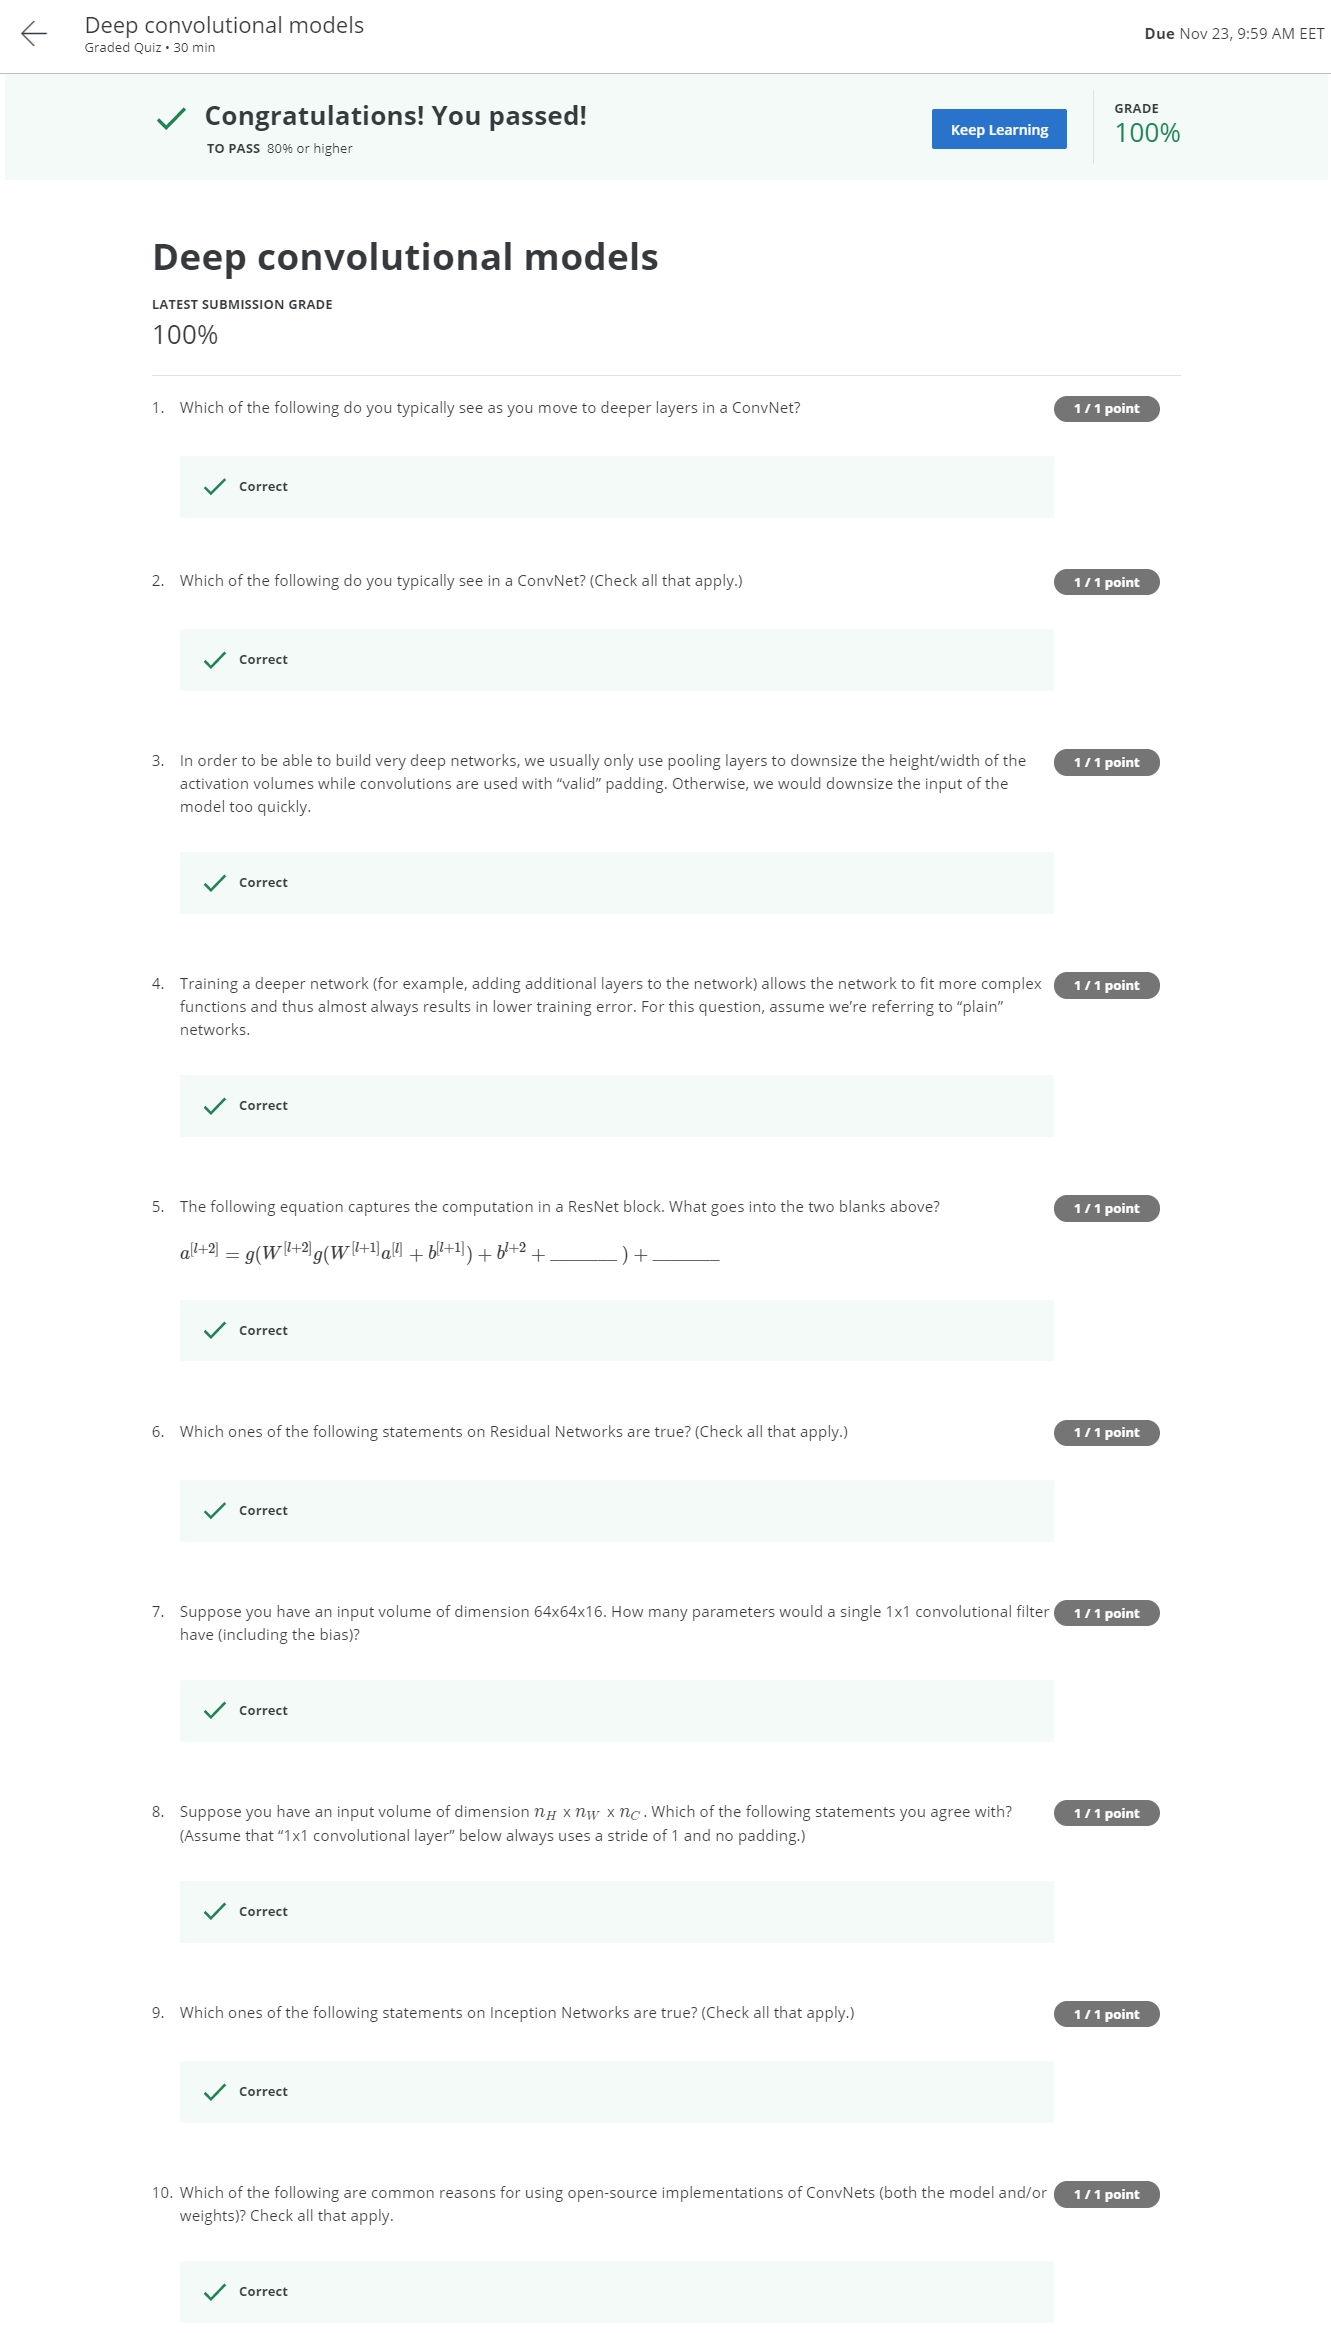 Deep convolutional models
Graded Quiz • 30 min
Due Nov 23, 9:59 AM EET
Congratulations! You passed!
TO PASS 80% or higher
Keep Learning
GRADE
100%
Deep convolutional models
LATEST SUBMISSION GRADE
100%
1. Which of the following do you typically see as you move to deeper layers in a ConvNet?
1 / 1 point
Correct
2. Which of the following do you typically see in a ConvNet? (Check all that apply.)
1 / 1 point
Correct
3. In order to be able to build very deep networks, we usually only use pooling layers to downsize the height/width of the
activation volumes while convolutions are used with “valid” padding. Otherwise, we would downsize the input of the
model too quickly.
1 / 1 point
Correct
4. Training a deeper network (for example, adding additional layers to the network) allows the network to fit more complex
functions and thus almost always results in lower training error. For this question, assume we’re referring to “plain”
networks.
1 / 1 point
Correct
5. The following equation captures the computation in a ResNet block. What goes into the two blanks above?
1 / 1 point
a^[l+2] = g(W^[l+2]g(W^[l+1]a^[l] + b^[l+1]) + b^l+2 + _______ ) + _______
Correct
6. Which ones of the following statements on Residual Networks are true? (Check all that apply.)
1 / 1 point
Correct
7. Suppose you have an input volume of dimension 64x64x16. How many parameters would a single 1x1 convolutional filter
have (including the bias)?
1 / 1 point
Correct
8. Suppose you have an input volume of dimension n_H x n_W x n_C. Which of the following statements you agree with?
(Assume that “1x1 convolutional layer” below always uses a stride of 1 and no padding.)
1 / 1 point
Correct
9. Which ones of the following statements on Inception Networks are true? (Check all that apply.)
1 / 1 point
Correct
10. Which of the following are common reasons for using open-source implementations of ConvNets (both the model and/or
weights)? Check all that apply.
1 / 1 point
Correct